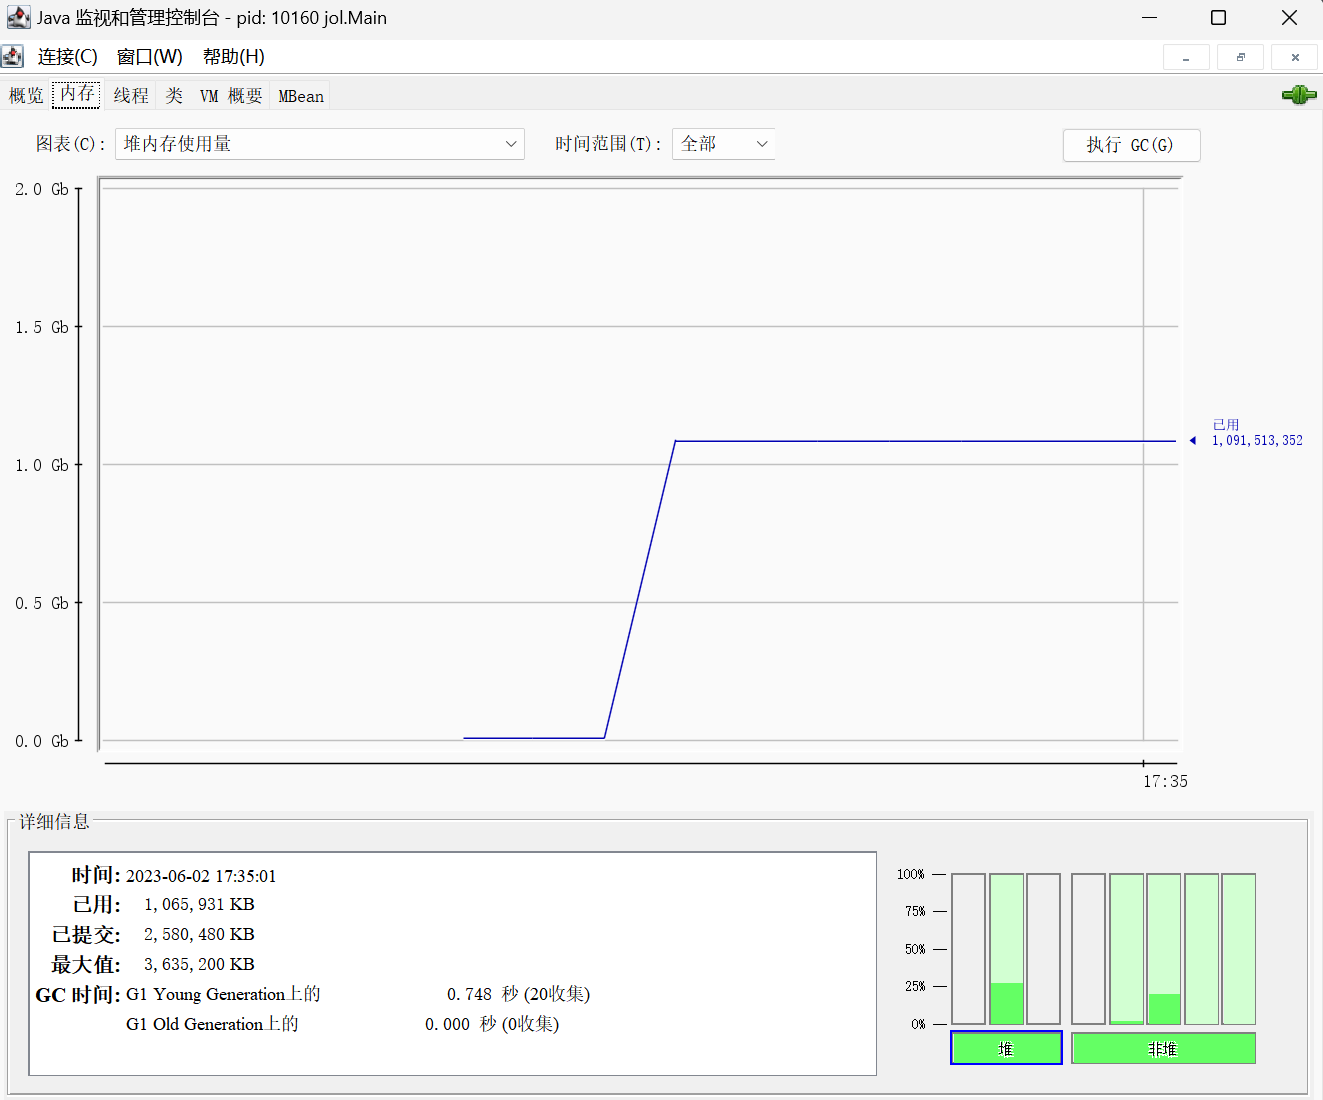 Java 监视和管理控制台 - pid: 10160 jol.Main
连接(C) 窗口(W) 帮助(H)
概览 内存 线程 类 VM 概要 MBean
图表(C): 堆内存使用量 时间范围(T): 全部 执行 GC(G)
2.0 Gb
1.5 Gb
已用
1,091,513,352
1.0 Gb
0.5 Gb
0.0 Gb
17:35
详细信息
时间: 2023-06-02 17:35:01
已用: 1,065,931 KB
已提交: 2,580,480 KB
最大值: 3,635,200 KB
GC 时间: G1 Young Generation上的 0.748 秒 (20收集)
G1 Old Generation上的 0.000 秒 (0收集)
100%
75%
50%
25%
0%
堆 非堆